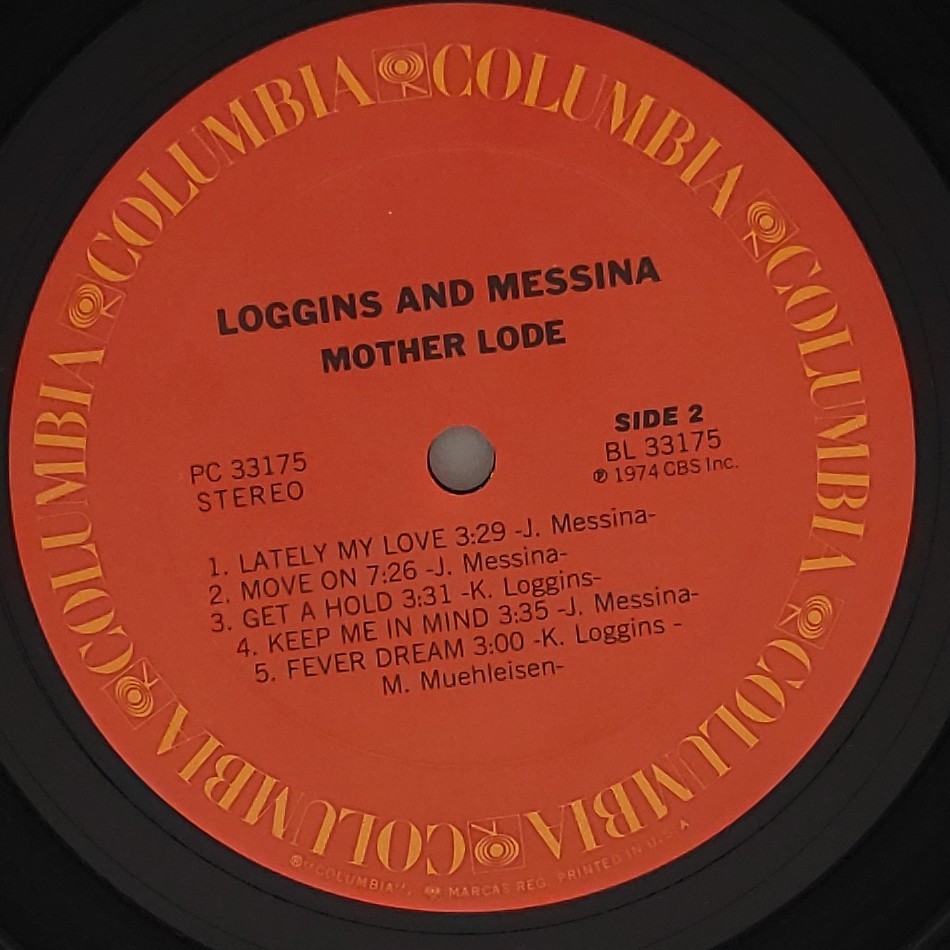 COLUMBIA COLUMBIA COLUMBIA COLUMBIA COLUMBIA COLUMBIA
LOGGINS AND MESSINA
MOTHER LODE
SIDE 2
BL 33175
℗ 1974 CBS Inc.
PC 33175
STEREO
1. LATELY MY LOVE 3:29 -J. Messina-
2. MOVE ON 7:26 -J. Messina-
3. GET A HOLD 3:31 -K. Loggins-
4. KEEP ME IN MIND 3:35 -J. Messina-
5. FEVER DREAM 3:00 -K. Loggins -
M. Muehleisen-
®"COLUMBIA", MARCAS REG. PRINTED IN U.S.A